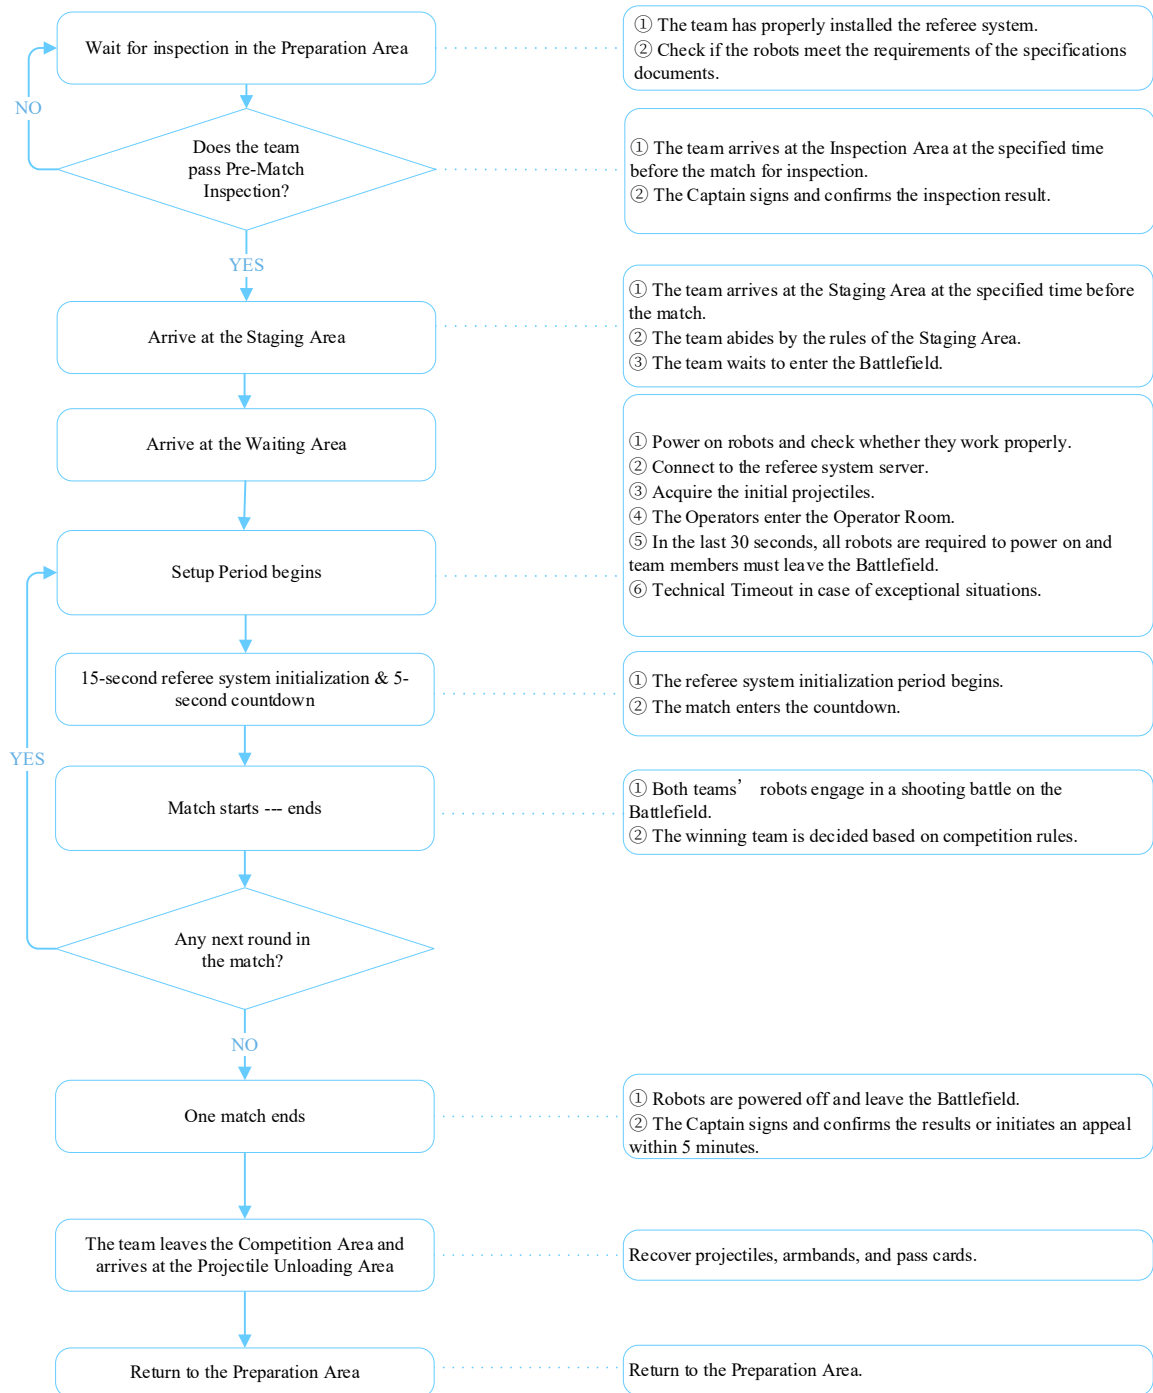 Wait for inspection in the Preparation Area
① The team has properly installed the referee system.
② Check if the robots meet the requirements of the specifications
documents.
NO
Does the team
pass Pre-Match
Inspection?
① The team arrives at the Inspection Area at the specified time
before the match for inspection.
② The Captain signs and confirms the inspection result.
YES
Arrive at the Staging Area
① The team arrives at the Staging Area at the specified time before
the match.
② The team abides by the rules of the Staging Area.
③ The team waits to enter the Battlefield.
Arrive at the Waiting Area
Setup Period begins
① Power on robots and check whether they work properly.
② Connect to the referee system server.
③ Acquire the initial projectiles.
④ The Operators enter the Operator Room.
⑤ In the last 30 seconds, all robots are required to power on and
team members must leave the Battlefield.
⑥ Technical Timeout in case of exceptional situations.
15-second referee system initialization & 5-
second countdown
① The referee system initialization period begins.
② The match enters the countdown.
YES
Match starts --- ends
① Both teams’ robots engage in a shooting battle on the
Battlefield.
② The winning team is decided based on competition rules.
Any next round in
the match?
NO
One match ends
① Robots are powered off and leave the Battlefield.
② The Captain signs and confirms the results or initiates an appeal
within 5 minutes.
The team leaves the Competition Area and
arrives at the Projectile Unloading Area
Recover projectiles, armbands, and pass cards.
Return to the Preparation Area
Return to the Preparation Area.